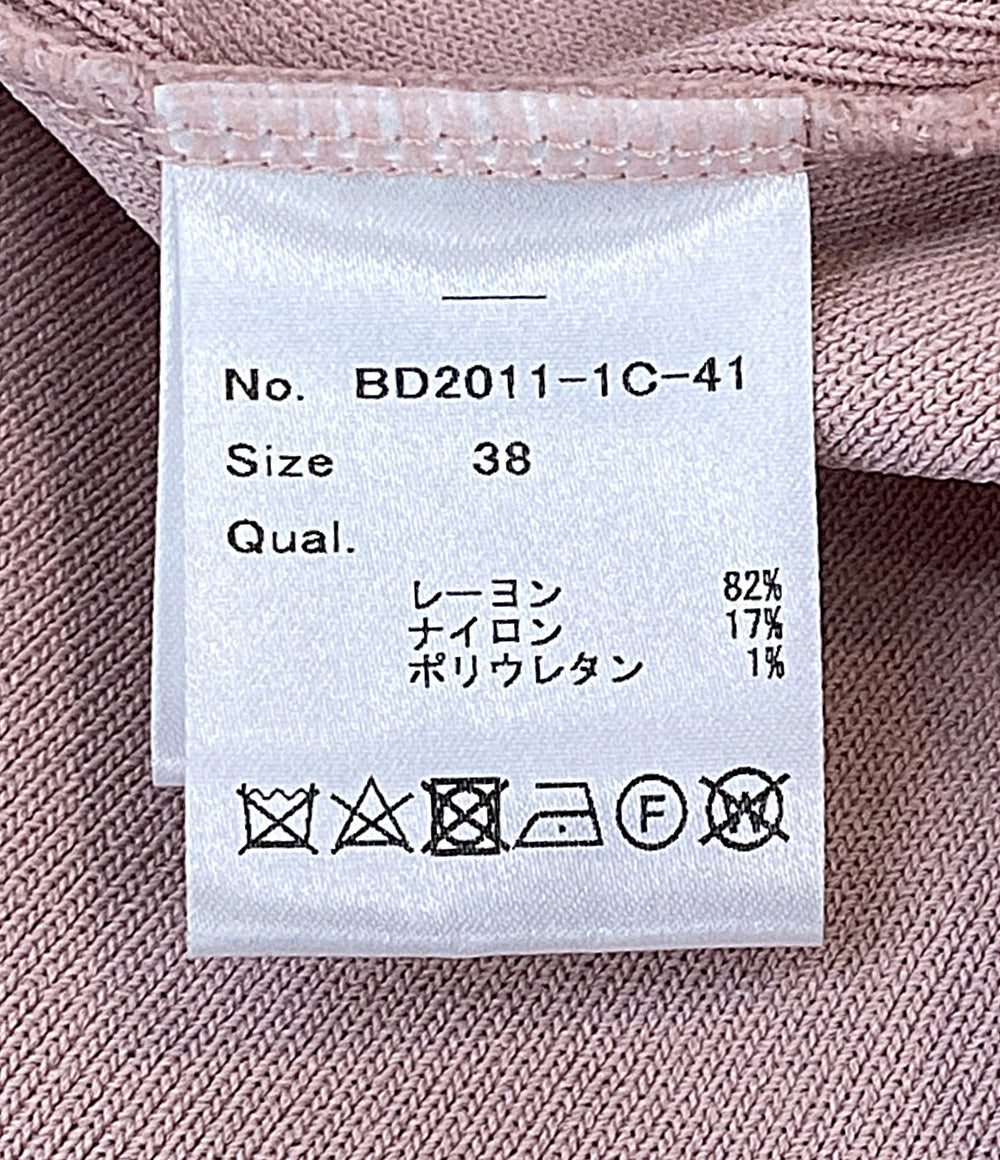 No. BD2011-1C-41
Size 38
Qual.
レーヨン 82%
ナイロン 17%
ポリウレタン 1%
F W